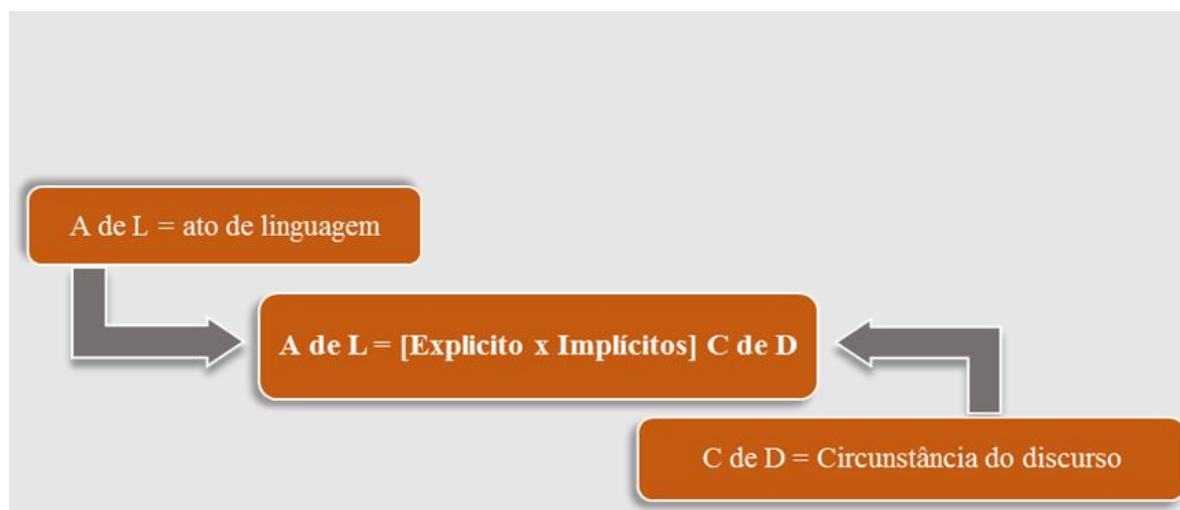 A de L = ato de linguagem
A de L = [Explicito x Implícitos] C de D
C de D = Circunstância do discurso